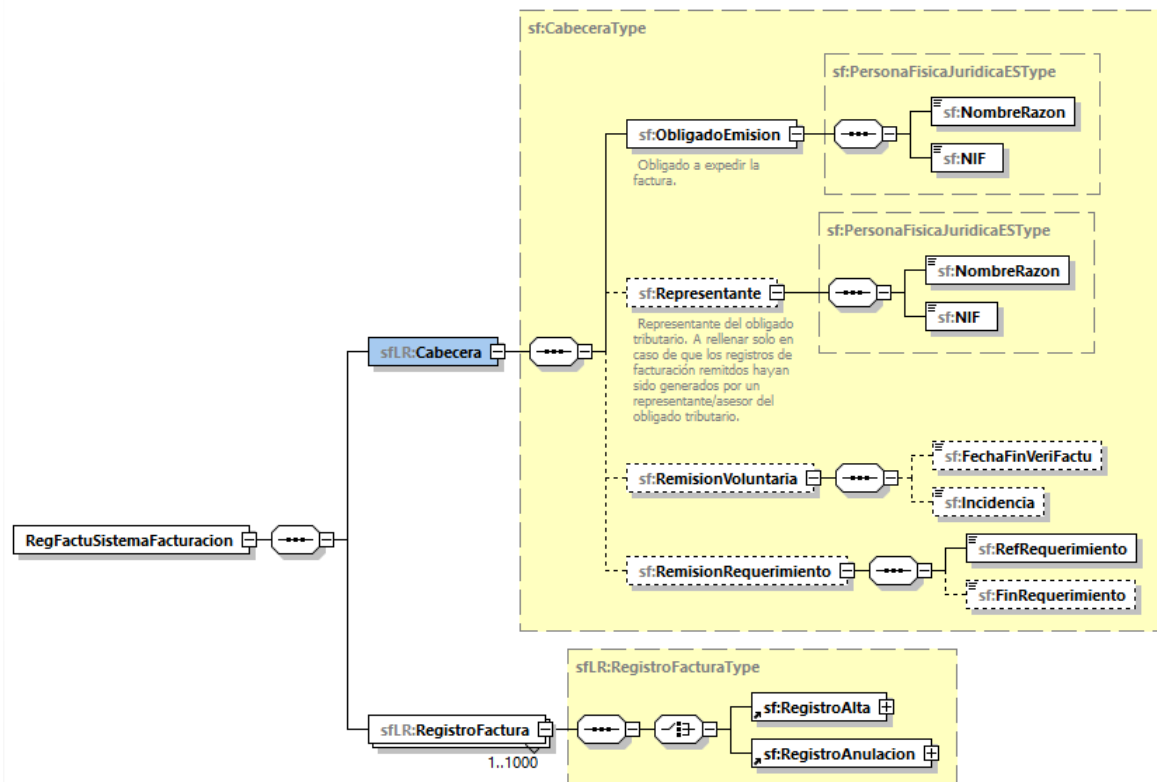 sf:CabeceraType
sf:PersonaFisicaJuridicaESType
sf:NombreRazon
sf:ObligadoEmision
sf:NIF
Obligado a expedir la
factura.
sf:PersonaFisicaJuridicaESType
sf:NombreRazon
sf:Representante
sf:NIF
Representante del obligado
tributario. A rellenar solo en
caso de que los registros de
facturación remitdos hayan
sido generados por un
representante/asesor del
obligado tributario.
sfLR:Cabecera
sf:FechaFinVeriFactu
sf:RemisionVoluntaria
sf:Incidencia
RegFactuSistemaFacturacion
sf:RefRequerimiento
sf:RemisionRequerimiento
sf:FinRequerimiento
sfLR:RegistroFacturaType
sf:RegistroAlta
sfLR:RegistroFactura
sf:RegistroAnulacion
1..1000